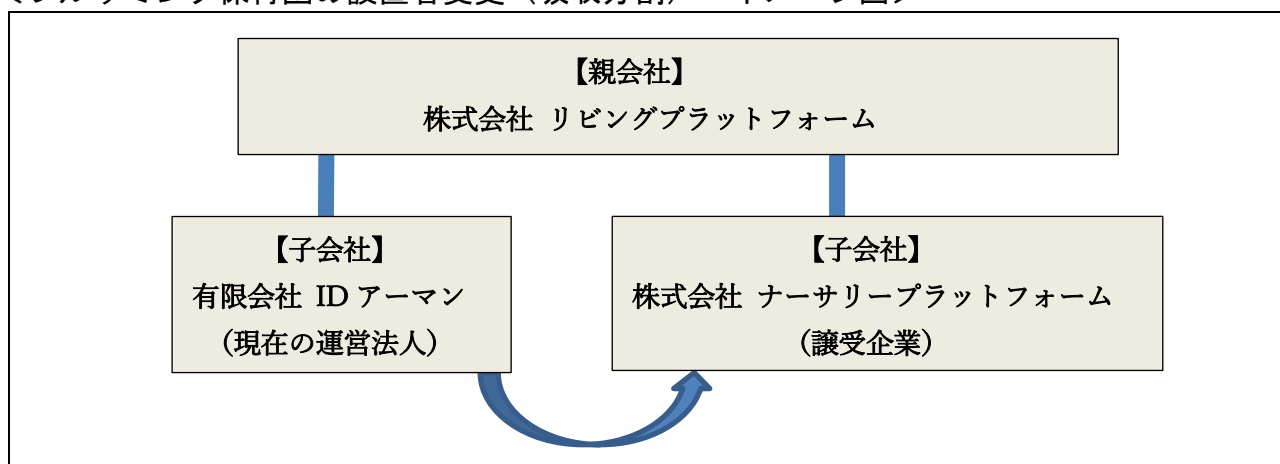 【親会社】
株式会社 リビングプラットフォーム
【子会社】
有限会社 ID アーマン
（現在の運営法人）
【子会社】
株式会社 ナーサリープラットフォーム
（譲受企業）